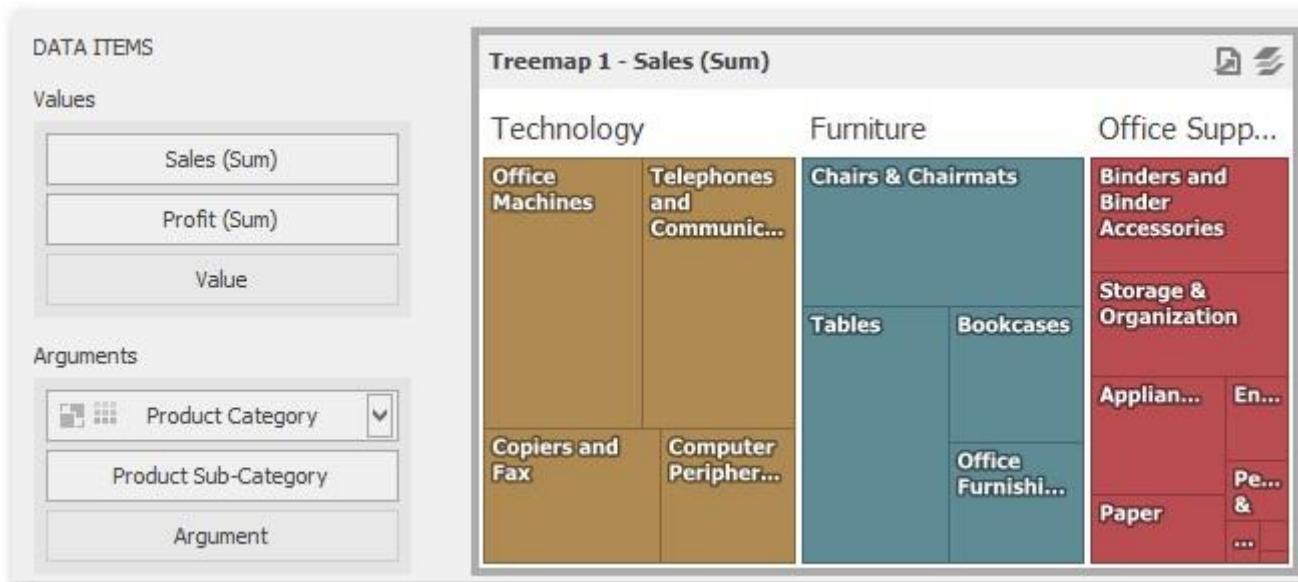 DATA ITEMS
Values
Sales (Sum)
Profit (Sum)
Value
Arguments
Product Category
Product Sub-Category
Argument
Treemap 1 - Sales (Sum)
Technology
Office
Machines
Telephones
and
Communic...
Copiers and
Fax
Computer
Peripher...
Furniture
Chairs & Chairmats
Tables
Bookcases
Office
Furnishi...
Office Supp...
Binders and
Binder
Accessories
Storage &
Organization
Applian...
En...
Paper
Pe...
&
...